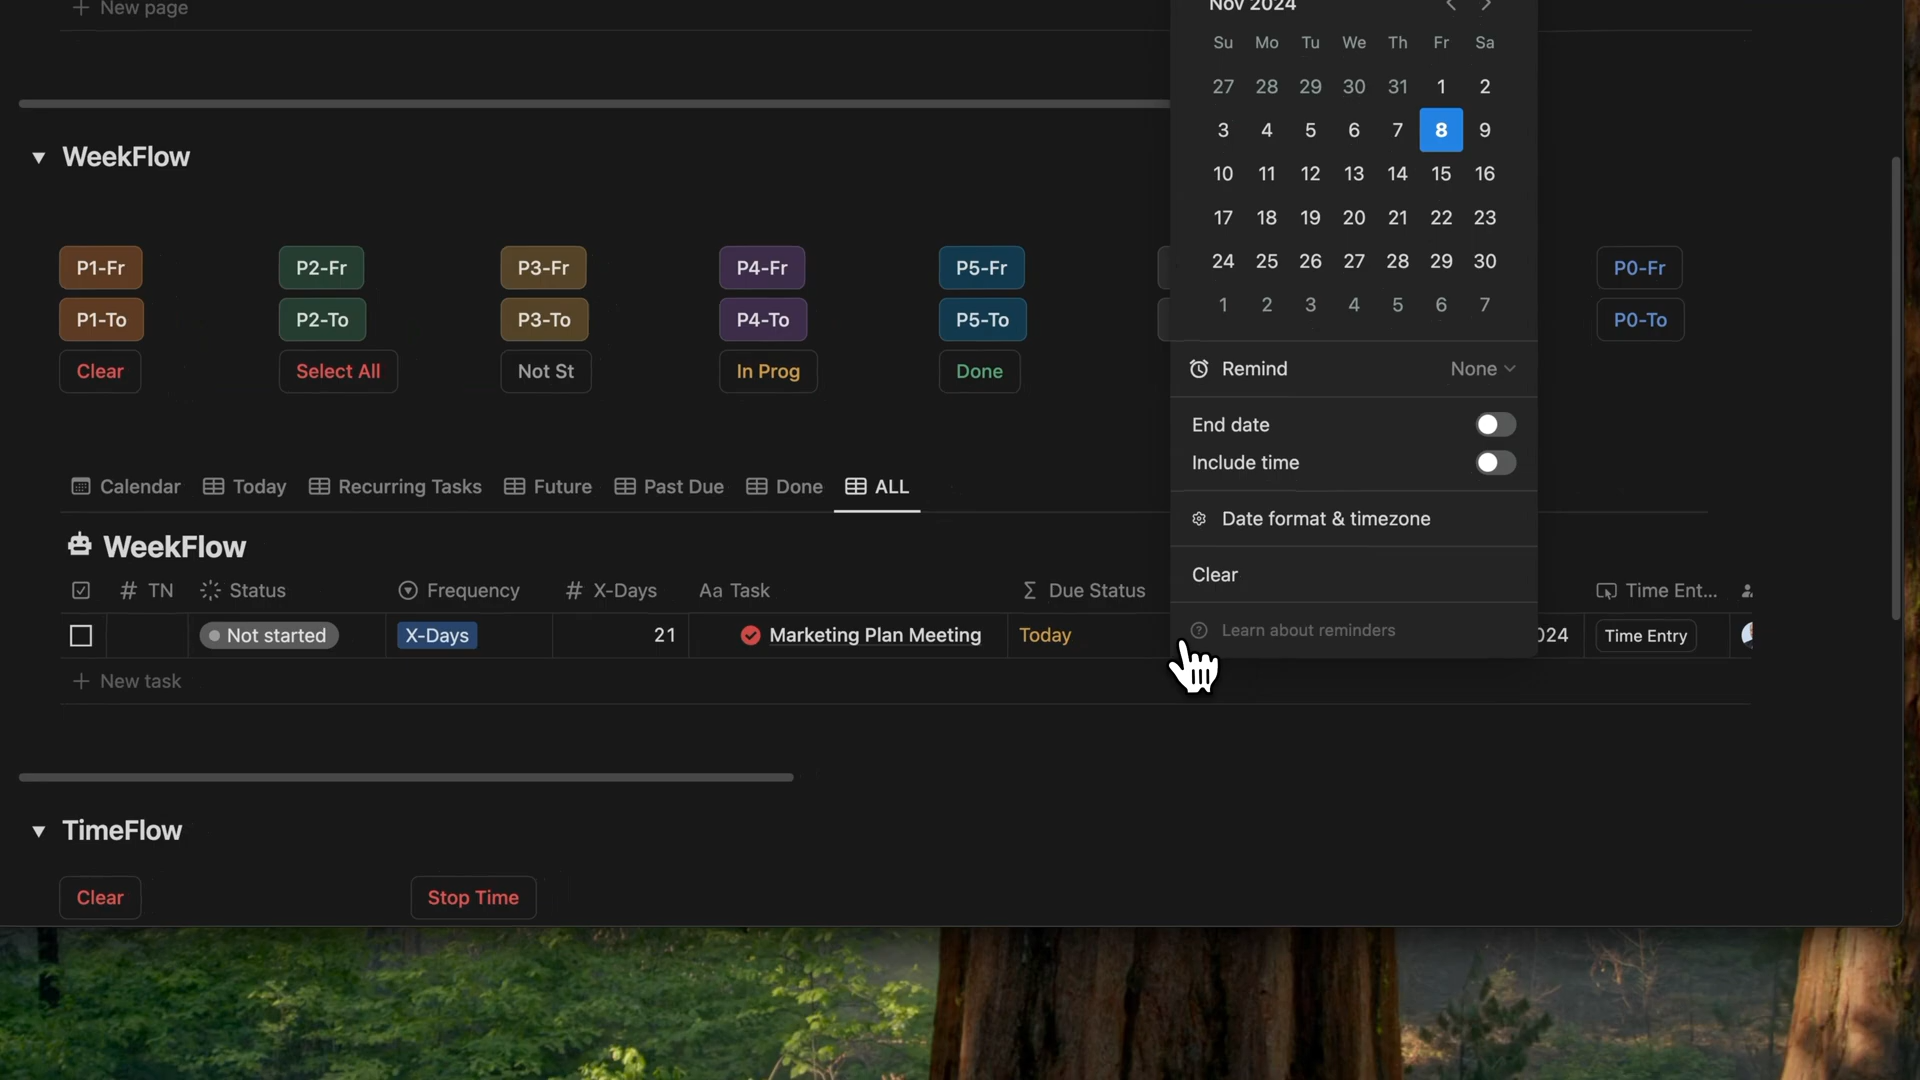 + New page
Nov 2024
Su Mo Tu We Th Fr Sa
27 28 29 30 31 1 2
3 4 5 6 7 8 9
10 11 12 13 14 15 16
17 18 19 20 21 22 23
24 25 26 27 28 29 30
1 2 3 4 5 6 7
Remind None
End date
Include time
Date format & timezone
Clear
Learn about reminders
WeekFlow
P1-Fr P2-Fr P3-Fr P4-Fr P5-Fr P0-Fr
P1-To P2-To P3-To P4-To P5-To P0-To
Clear Select All Not St In Prog Done
Calendar Today Recurring Tasks Future Past Due Done ALL
WeekFlow
# TN Status Frequency # X-Days Aa Task Σ Due Status Time Ent...
Not started X-Days 21 Marketing Plan Meeting Today 024 Time Entry
+ New task
TimeFlow
Clear Stop Time